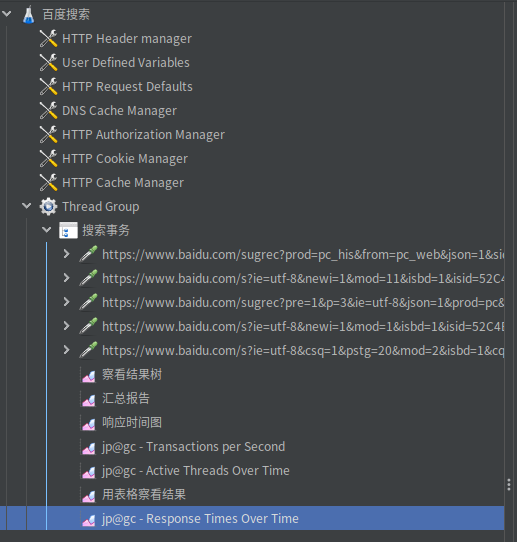 百度搜索
HTTP Header manager
User Defined Variables
HTTP Request Defaults
DNS Cache Manager
HTTP Authorization Manager
HTTP Cookie Manager
HTTP Cache Manager
Thread Group
搜索事务
https://www.baidu.com/sugrec?prod=pc_his&from=pc_web&json=1&si
https://www.baidu.com/s?ie=utf-8&newi=1&mod=11&isbd=1&isid=52C4
https://www.baidu.com/sugrec?pre=1&p=3&ie=utf-8&json=1&prod=pc&
https://www.baidu.com/s?ie=utf-8&newi=1&mod=1&isbd=1&isid=52C4E
https://www.baidu.com/s?ie=utf-8&csq=1&pstg=20&mod=2&isbd=1&cq
察看结果树
汇总报告
响应时间图
jp@gc - Transactions per Second
jp@gc - Active Threads Over Time
用表格察看结果
jp@gc - Response Times Over Time